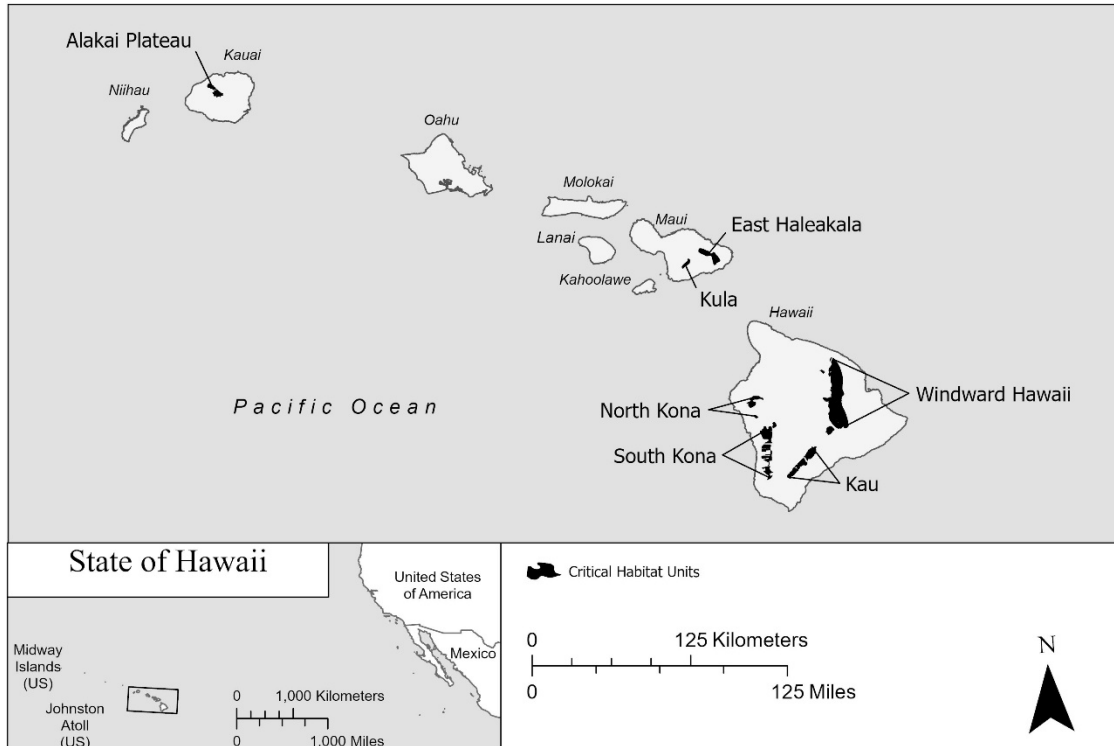 Alakai Plateau
Kauai
Niihau
Oahu
Molokai
Maui
East Haleakala
Lanai
Kahoolawe
Kula
Hawaii
Pacific Ocean
North Kona
Windward Hawaii
South Kona
Kau
State of Hawaii
United States
of America
Mexico
Midway
Islands
(US)
Johnston
Atoll
(US)
0 1,000 Kilometers
0 1,000 Miles
Critical Habitat Units
0 125 Kilometers
0 125 Miles
N